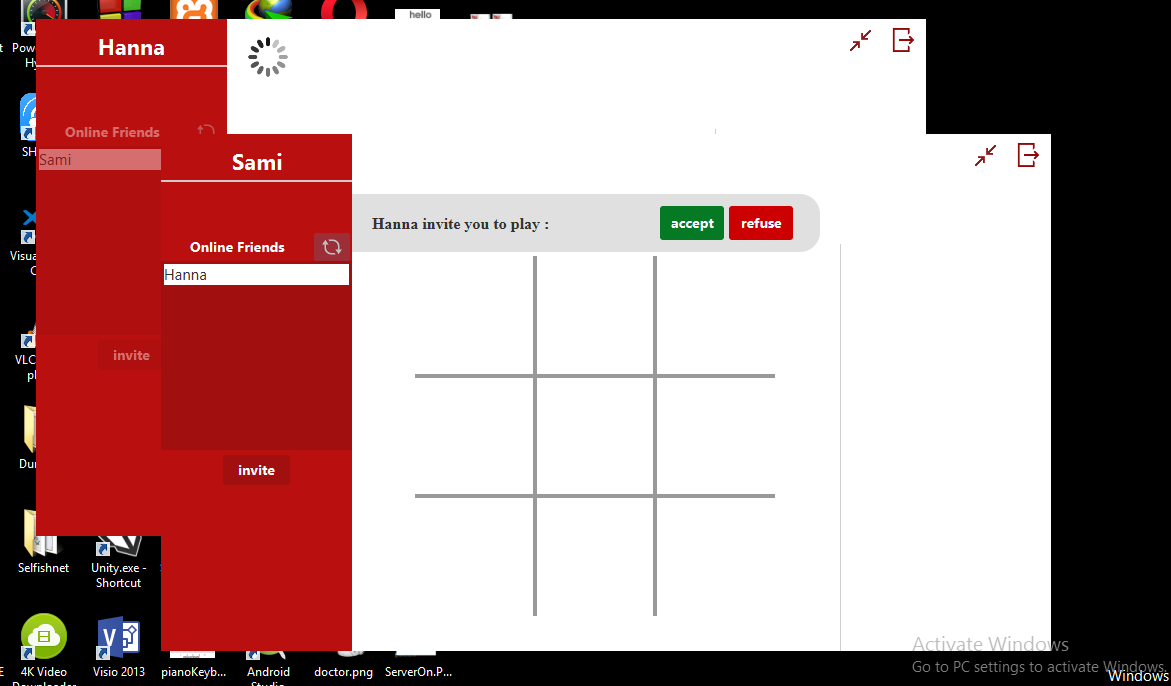 hello
Hanna
Pow
Hy
Online Friends
SH
Sami
Sami
Hanna invite you to play :
accept
refuse
Online Friends
Visua
C
Hanna
VLC
pl
invite
Dur
invite
Selfishnet
Unity.exe -
Shortcut
Activate Windows
Go to PC settings to activate Windows.
4K Video
Downloader
Visio 2013
pianoKeyb...
Android
Studio
doctor.png
ServerOn.P...
Windows